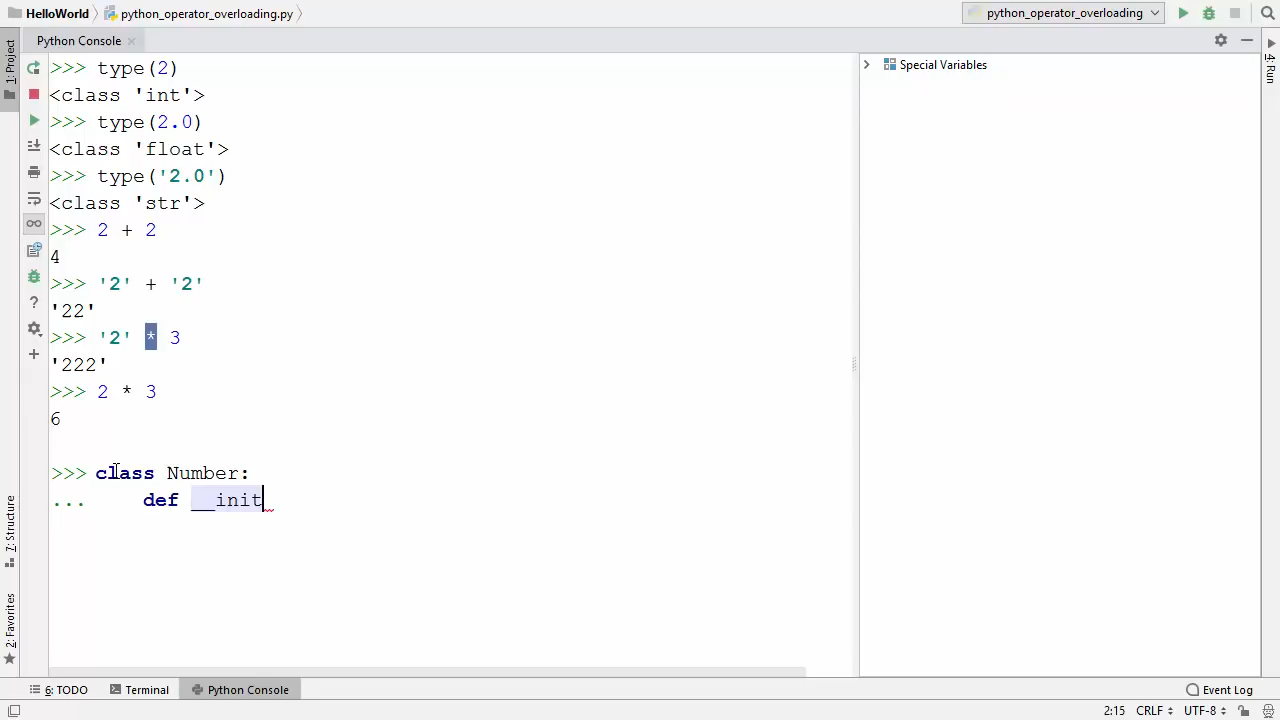 HelloWorld python_operator_overloading.py python_operator_overloading
Python Console
1: Project
4: Run
>>> type(2)
<class 'int'>
>>> type(2.0)
<class 'float'>
>>> type('2.0')
<class 'str'>
>>> 2 + 2
4
>>> '2' + '2'
'22'
>>> '2' * 3
'222'
>>> 2 * 3
6
>>> class Number:
...     def __init
Special Variables
7: Structure
2: Favorites
6: TODO Terminal Python Console Event Log
2:15 CRLF UTF-8